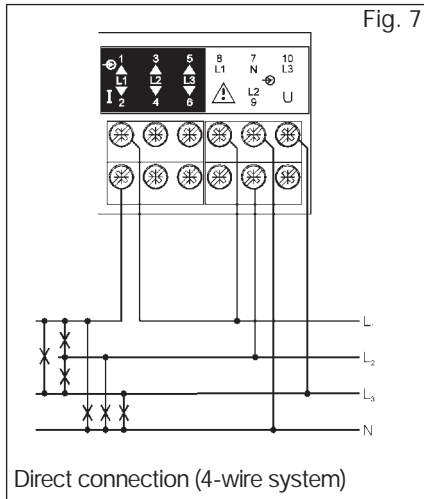 Fig. 7
1 3 5 8 7 10
L1 N L3
L1 L2 L3
L2
I 2 4 6 9 U
L₁
L₂
L₃
N
Direct connection (4-wire system)